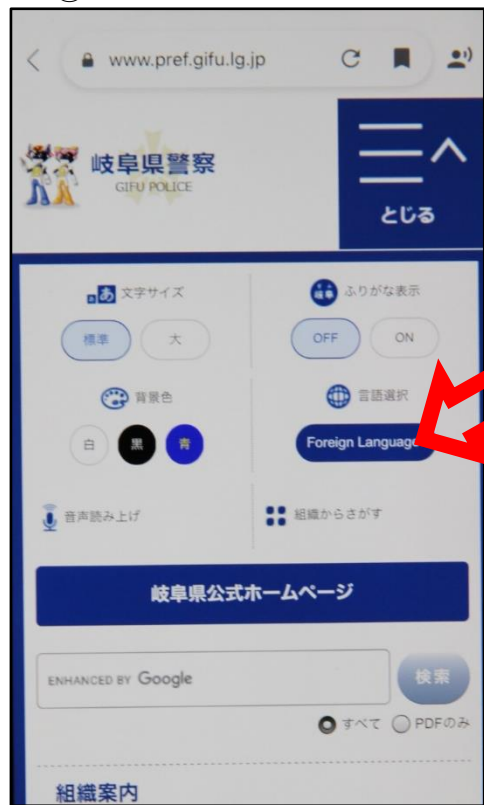 www.pref.gifu.lg.jp
岐阜県警察
GIFU POLICE
とじる
あ 文字サイズ
標準 大
岐阜 ふりがな表示
OFF ON
背景色
白 黒 青
言語選択
Foreign Language
音声読み上げ
組織からさがす
岐阜県公式ホームページ
ENHANCED BY Google
検索
すべて PDFのみ
組織案内